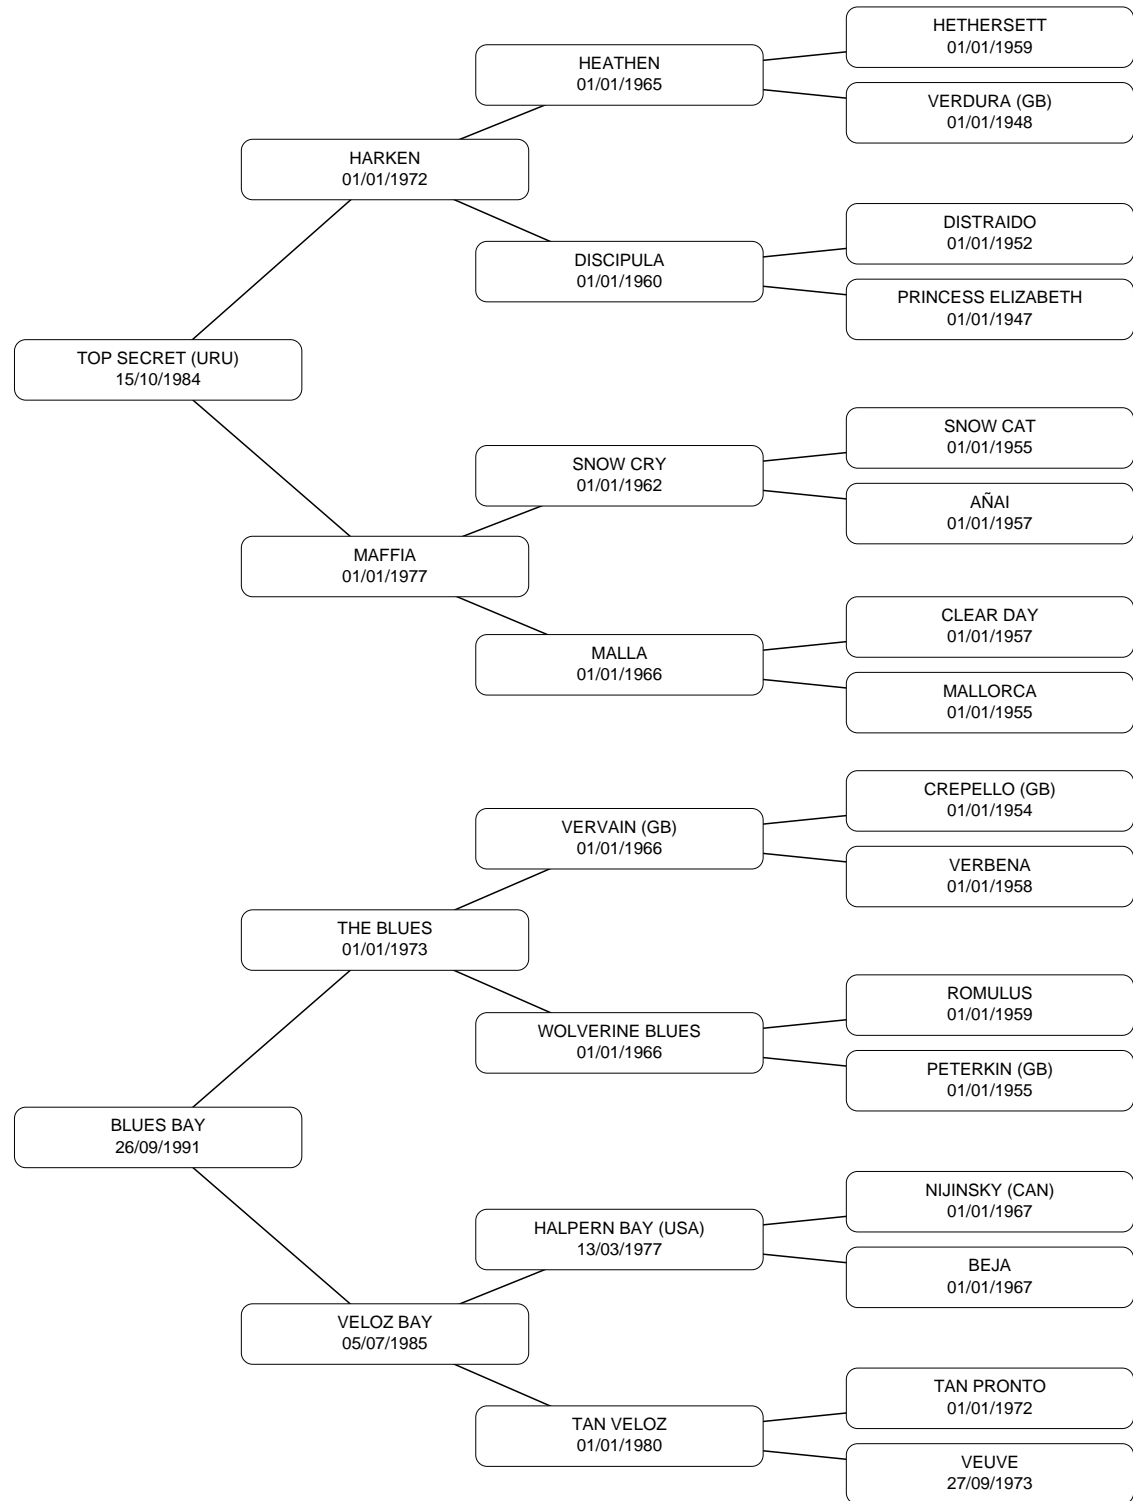 HETHERSETT
01/01/1959
HEATHEN
01/01/1965
VERDURA (GB)
01/01/1948
HARKEN
01/01/1972
DISTRAIDO
01/01/1952
DISCIPULA
01/01/1960
PRINCESS ELIZABETH
01/01/1947
TOP SECRET (URU)
15/10/1984
SNOW CAT
01/01/1955
SNOW CRY
01/01/1962
AÑAI
01/01/1957
MAFFIA
01/01/1977
CLEAR DAY
01/01/1957
MALLA
01/01/1966
MALLORCA
01/01/1955
CREPELLO (GB)
01/01/1954
VERVAIN (GB)
01/01/1966
VERBENA
01/01/1958
THE BLUES
01/01/1973
ROMULUS
01/01/1959
WOLVERINE BLUES
01/01/1966
PETERKIN (GB)
01/01/1955
BLUES BAY
26/09/1991
NIJINSKY (CAN)
01/01/1967
HALPERN BAY (USA)
13/03/1977
BEJA
01/01/1967
VELOZ BAY
05/07/1985
TAN PRONTO
01/01/1972
TAN VELOZ
01/01/1980
VEUVE
27/09/1973